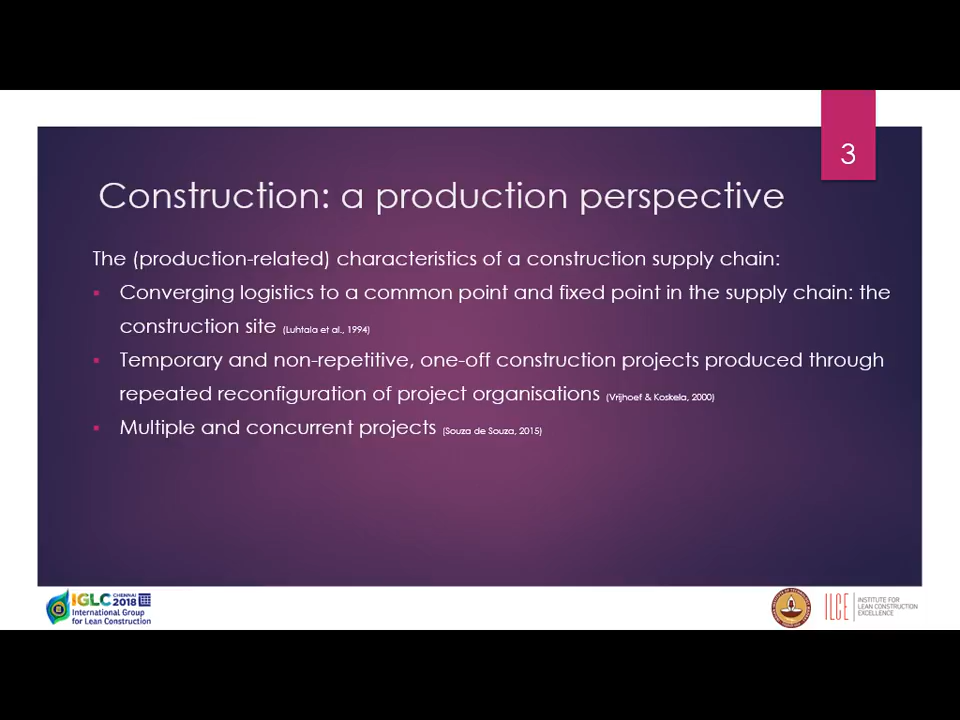 3
Construction: a production perspective
The (production-related) characteristics of a construction supply chain:
▪ Converging logistics to a common point and fixed point in the supply chain: the
construction site (Luhtala et al., 1994)
▪ Temporary and non-repetitive, one-off construction projects produced through
repeated reconfiguration of project organisations (Vrijhoef & Koskela, 2000)
▪ Multiple and concurrent projects (Souza de Souza, 2015)
IGLC CHENNAI 2018
International Group
for Lean Construction
ILCE INSTITUTE FOR
LEAN CONSTRUCTION
EXCELLENCE